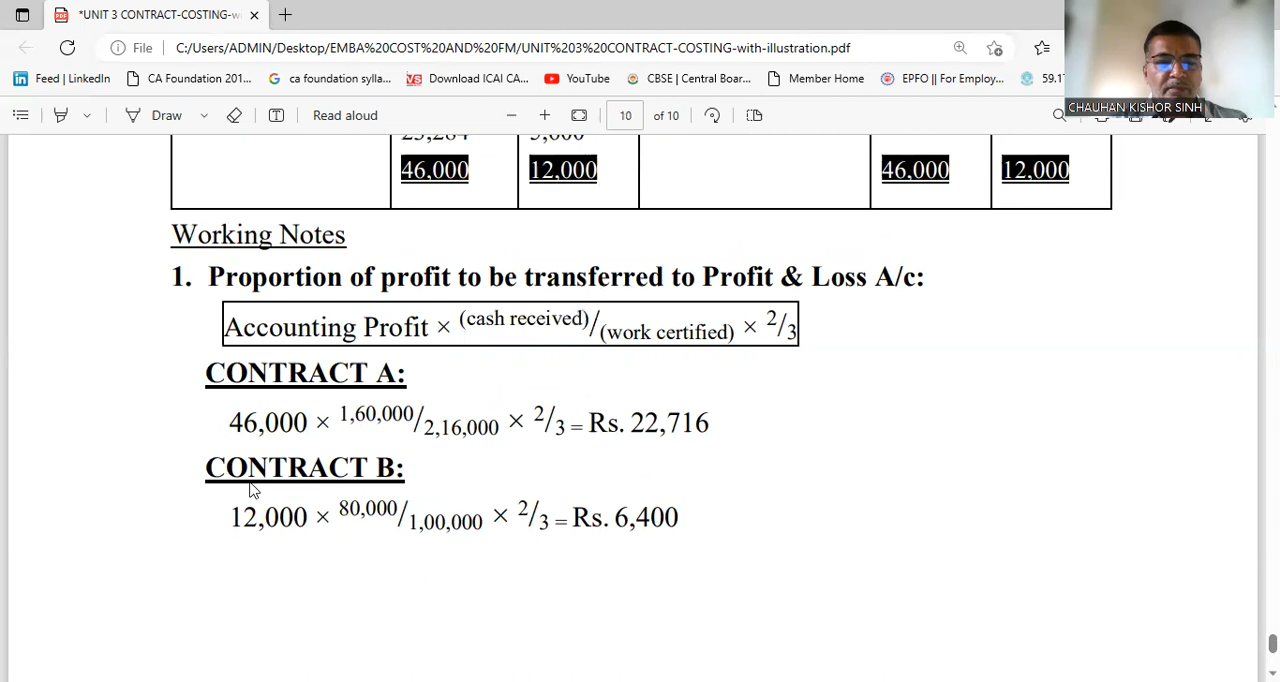 *UNIT 3 CONTRACT-COSTING-w
File C:/Users/ADMIN/Desktop/EMBA%20COST%20AND%20FM/UNIT%203%20CONTRACT-COSTING-with-illustration.pdf
Feed | LinkedIn CA Foundation 201... ca foundation sylla... Download ICAI CA... YouTube CBSE | Central Boar... Member Home EPFO || For Employ... 59.1
CHAUHAN KISHOR SINH
Draw Read aloud 10 of 10
46,000 12,000 46,000 12,000
Working Notes
1. Proportion of profit to be transferred to Profit & Loss A/c:
Accounting Profit × (cash received)/(work certified) × 2/3
CONTRACT A:
46,000 × 1,60,000/2,16,000 × 2/3 = Rs. 22,716
CONTRACT B:
12,000 × 80,000/1,00,000 × 2/3 = Rs. 6,400